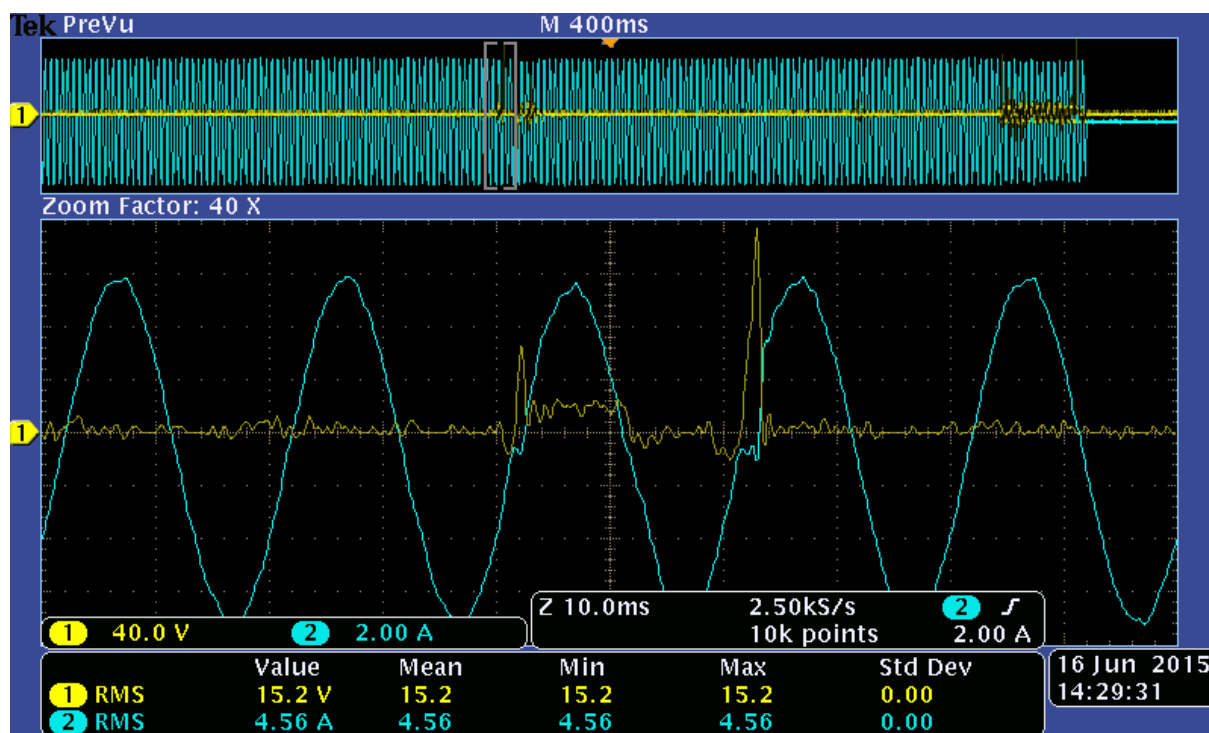 Tek PreVu M 400ms
1
Zoom Factor: 40 X
1
Z 10.0ms 2.50kS/s 2
1 40.0 V 2 2.00 A 10k points 2.00 A
Value Mean Min Max Std Dev 16 Jun 2015
1 RMS 15.2 V 15.2 15.2 15.2 0.00 14:29:31
2 RMS 4.56 A 4.56 4.56 4.56 0.00